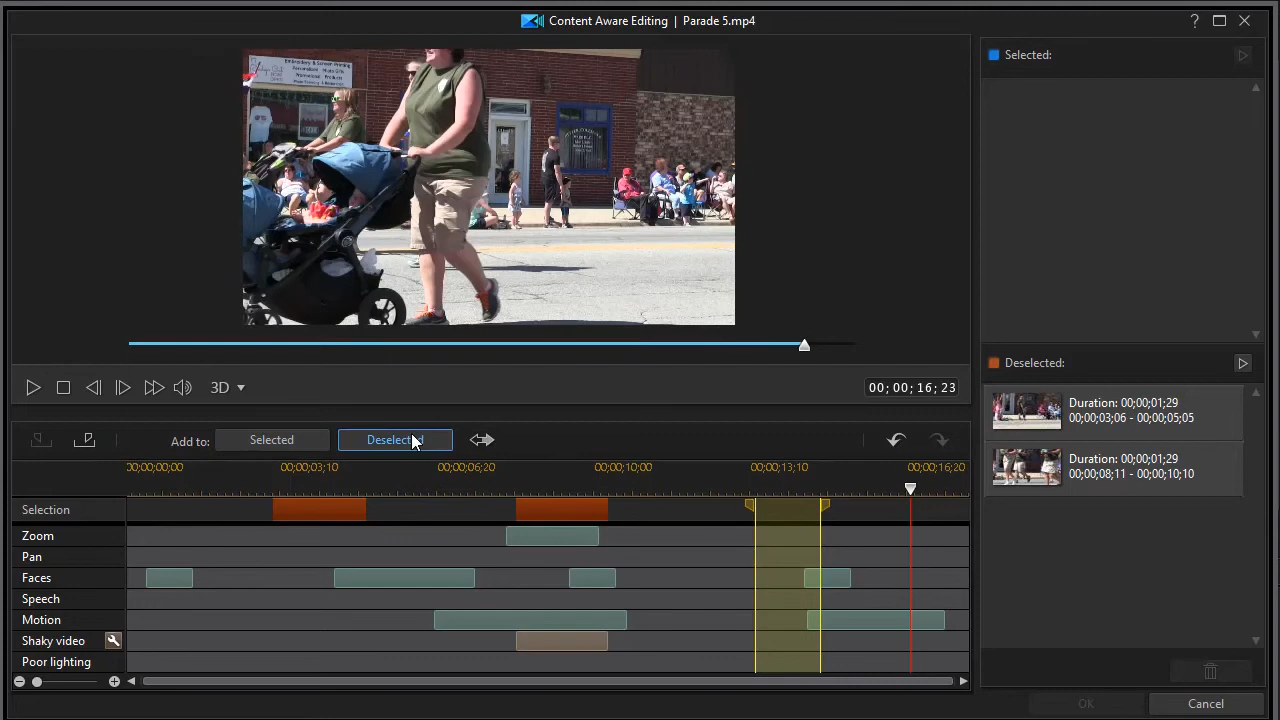 Content Aware Editing | Parade 5.mp4
?
Selected:
Embroidery & Screen Printing
Deselected:
3D
00; 00; 16; 23
Duration: 00;00;01;29
00;00;03;06 - 00;00;05;05
Add to:
Selected
Deselected
Duration: 00;00;01;29
00;00;08;11 - 00;00;10;10
00;00;00;00
00;00;03;10
00;00;06;20
00;00;10;00
00;00;13;10
00;00;16;20
Selection
Zoom
Pan
Faces
Speech
Motion
Shaky video
Poor lighting
OK
Cancel